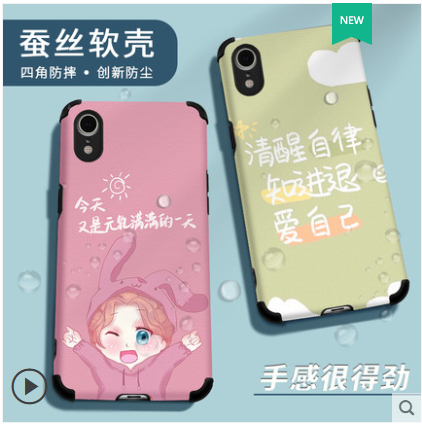 NEW
蚕丝软壳
四角防摔·创新防尘
今天
又是元气满满的一天
清醒自律
知进退
爱自己
手感很得劲